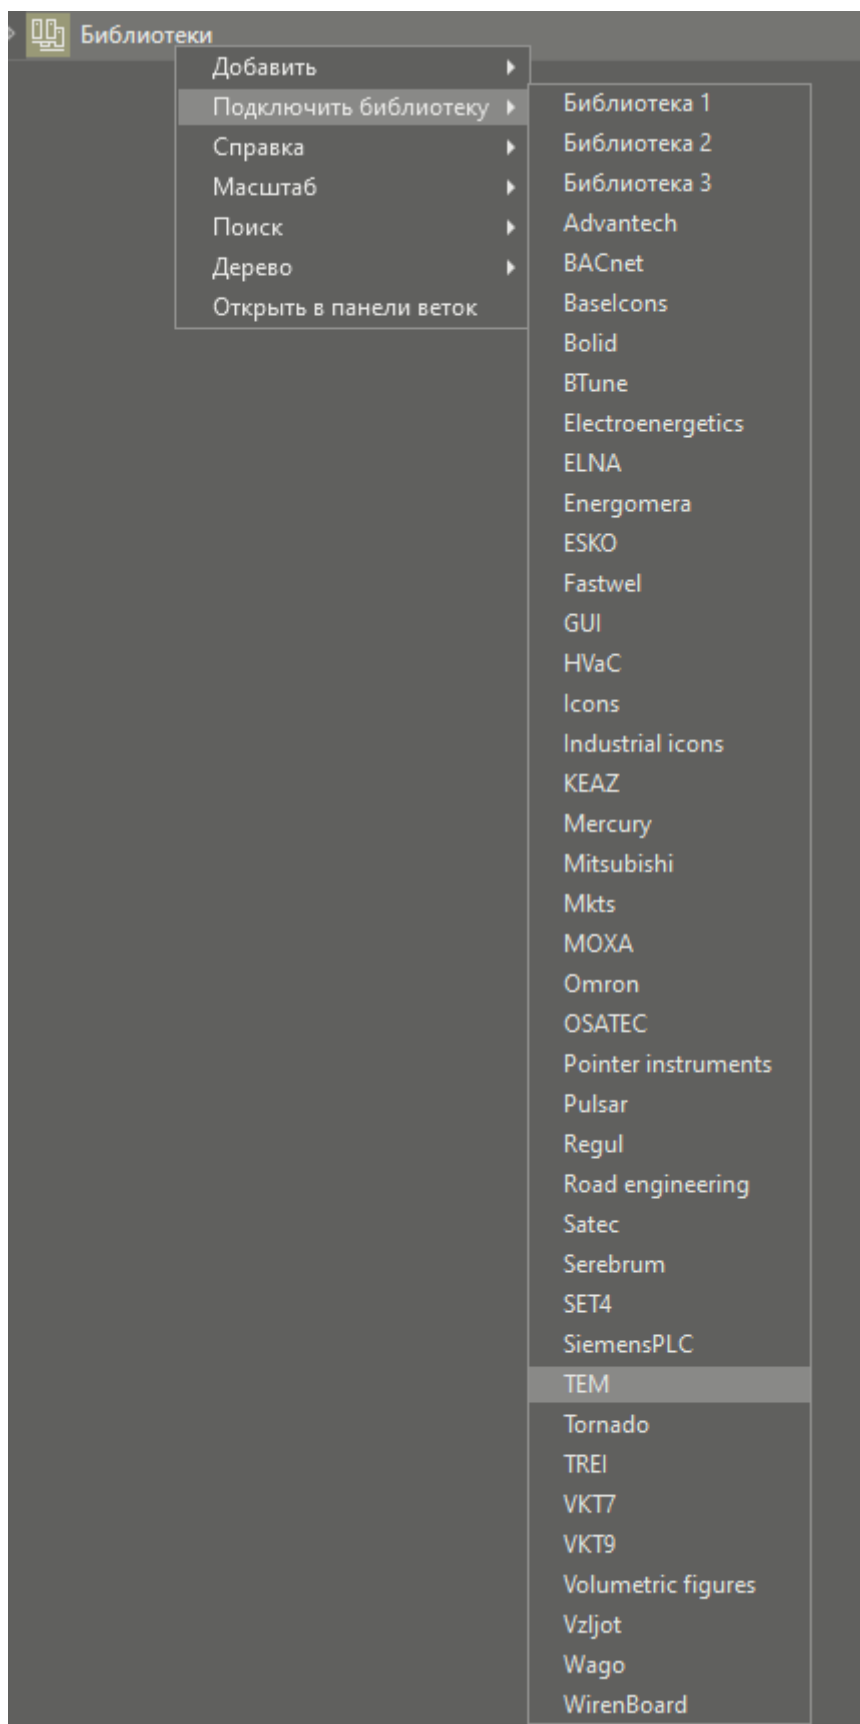 Библиотеки
Добавить
Подключить библиотеку
Справка
Масштаб
Поиск
Дерево
Открыть в панели веток
Библиотека 1
Библиотека 2
Библиотека 3
Advantech
BACnet
BaseIcons
Bolid
BTune
Electroenergetics
ELNA
Energomera
ESKO
Fastwel
GUI
HVaC
Icons
Industrial icons
KEAZ
Mercury
Mitsubishi
Mkts
MOXA
Omron
OSATEC
Pointer instruments
Pulsar
Regul
Road engineering
Satec
Serebrum
SET4
SiemensPLC
TEM
Tornado
TREI
VKT7
VKT9
Volumetric figures
Vzljot
Wago
WirenBoard